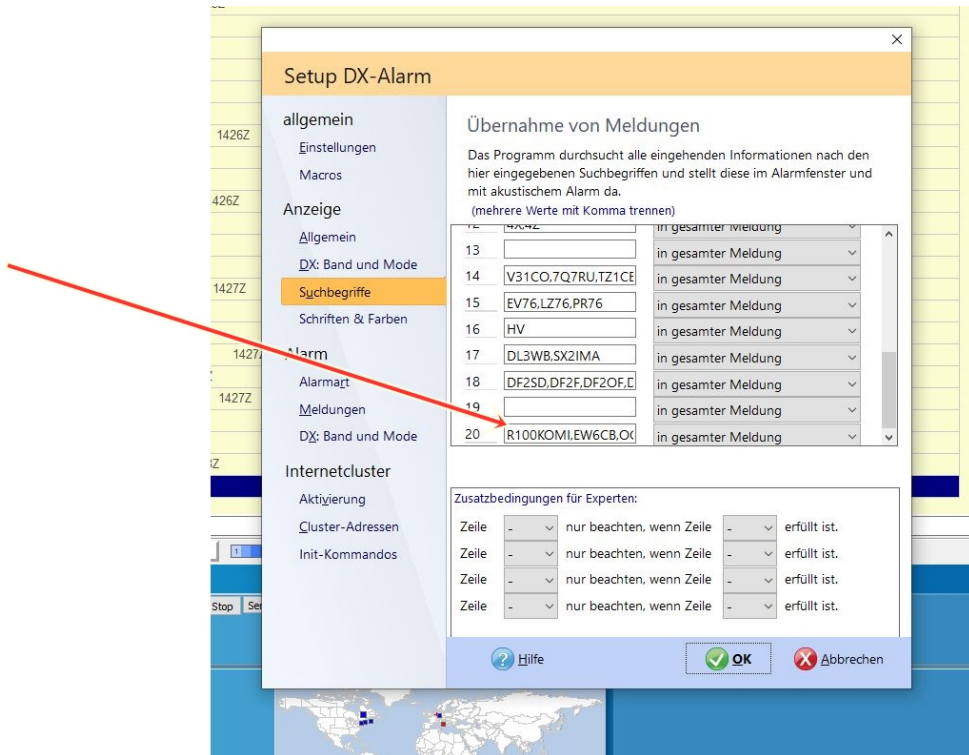 1426Z
426Z
1427Z
1427Z
Stop
Setup DX-Alarm
allgemein
Einstellungen
Macros
Anzeige
Allgemein
DX: Band und Mode
Suchbegriffe
Schriften & Farben
Alarm
Alarmart
Meldungen
DX: Band und Mode
Internetcluster
Aktivierung
Cluster-Adressen
Init-Kommandos
Übernahme von Meldungen
Das Programm durchsucht alle eingehenden Informationen nach den
hier eingegebenen Suchbegriffen und stellt diese im Alarmfenster und
mit akustischem Alarm da.
(mehrere Werte mit Komma trennen)
12 4X,4Z in gesamter Meldung
13 in gesamter Meldung
14 V31CO,7Q7RU,TZ1CE in gesamter Meldung
15 EV76,LZ76,PR76 in gesamter Meldung
16 HV in gesamter Meldung
17 DL3WB,SX2IMA in gesamter Meldung
18 DF2SD,DF2F,DF2OF,D in gesamter Meldung
19 in gesamter Meldung
20 R100KOMI,EW6CB,O in gesamter Meldung
Zusatzbedingungen für Experten:
Zeile - nur beachten, wenn Zeile - erfüllt ist.
Zeile - nur beachten, wenn Zeile - erfüllt ist.
Zeile - nur beachten, wenn Zeile - erfüllt ist.
Zeile - nur beachten, wenn Zeile - erfüllt ist.
Hilfe
OK
Abbrechen